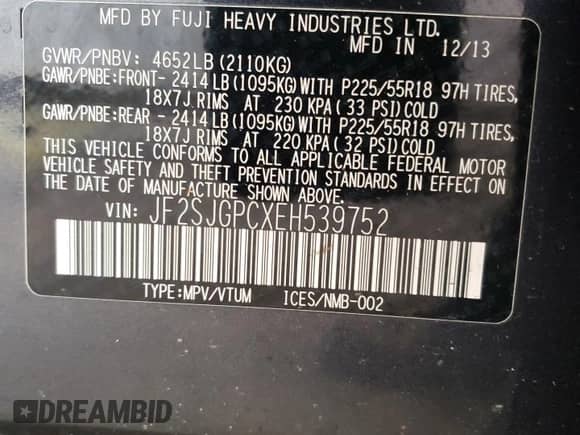 MFD BY FUJI HEAVY INDUSTRIES LTD.
MFD IN 12/13
GVWR/PNBV: 4652LB (2110KG)
GAWR/PNBE:FRONT- 2414LB (1095KG) WITH P225/55R18 97H TIRES,
18X7J RIMS AT 230 KPA (33 PSI) COLD
GAWR/PNBE:REAR - 2414LB (1095KG) WITH P225/55R18 97H TIRES,
18X7J RIMS AT 220 KPA (32 PSI) COLD
THIS VEHICLE CONFORMS TO ALL APPLICABLE FEDERAL MOTOR
VEHICLE SAFETY AND THEFT PREVENTION STANDARDS IN EFFECT ON
THE DATE OF MANUFACTURE SHOWN ABOVE.
VIN: JF2SJGPCXEH539752
TYPE:MPV/VTUM ICES/NMB-002
DREAMBID